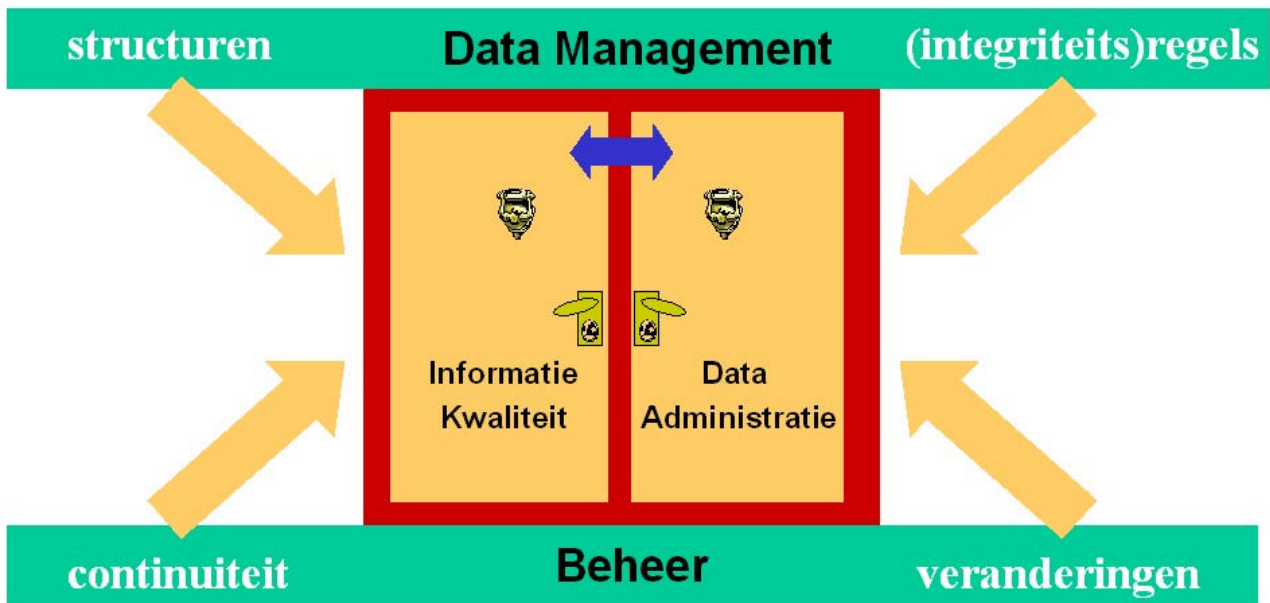 structuren
Data Management
(integriteits)regels
Informatie
Kwaliteit
Data
Administratie
continuiteit
Beheer
veranderingen